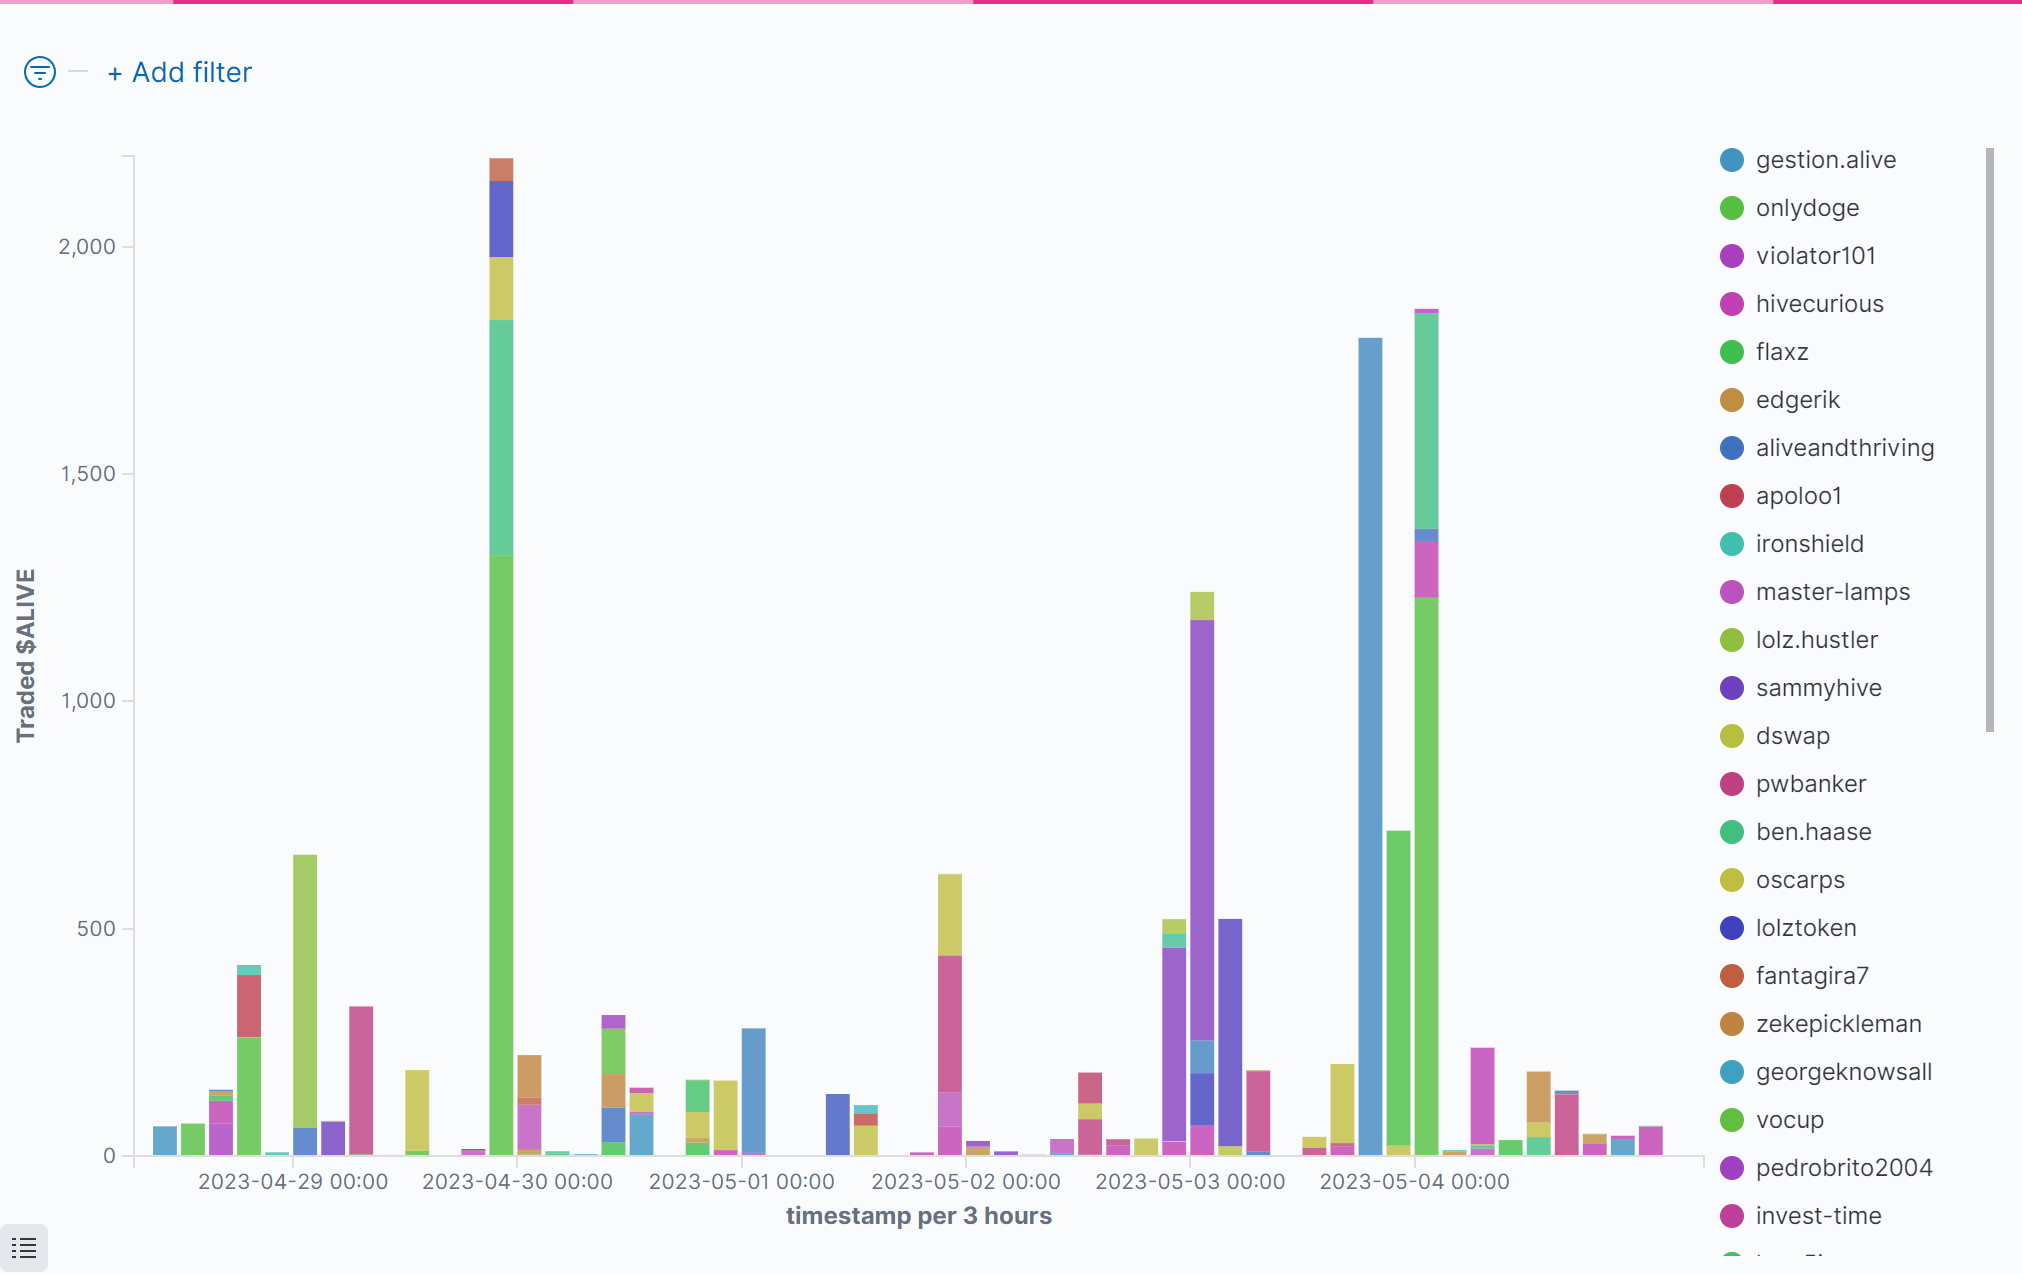 + Add filter
2,000
1,500
1,000
500
0
Traded $ALIVE
2023-04-29 00:00
2023-04-30 00:00
2023-05-01 00:00
2023-05-02 00:00
2023-05-03 00:00
2023-05-04 00:00
timestamp per 3 hours
gestion.alive
onlydoge
violator101
hivecurious
flaxz
edgerik
aliveandthriving
apoloo1
ironshield
master-lamps
lolz.hustler
sammyhive
dswap
pwbanker
ben.haase
oscarps
lolztoken
fantagira7
zekepickleman
georgeknowsall
vocup
pedrobrito2004
invest-time